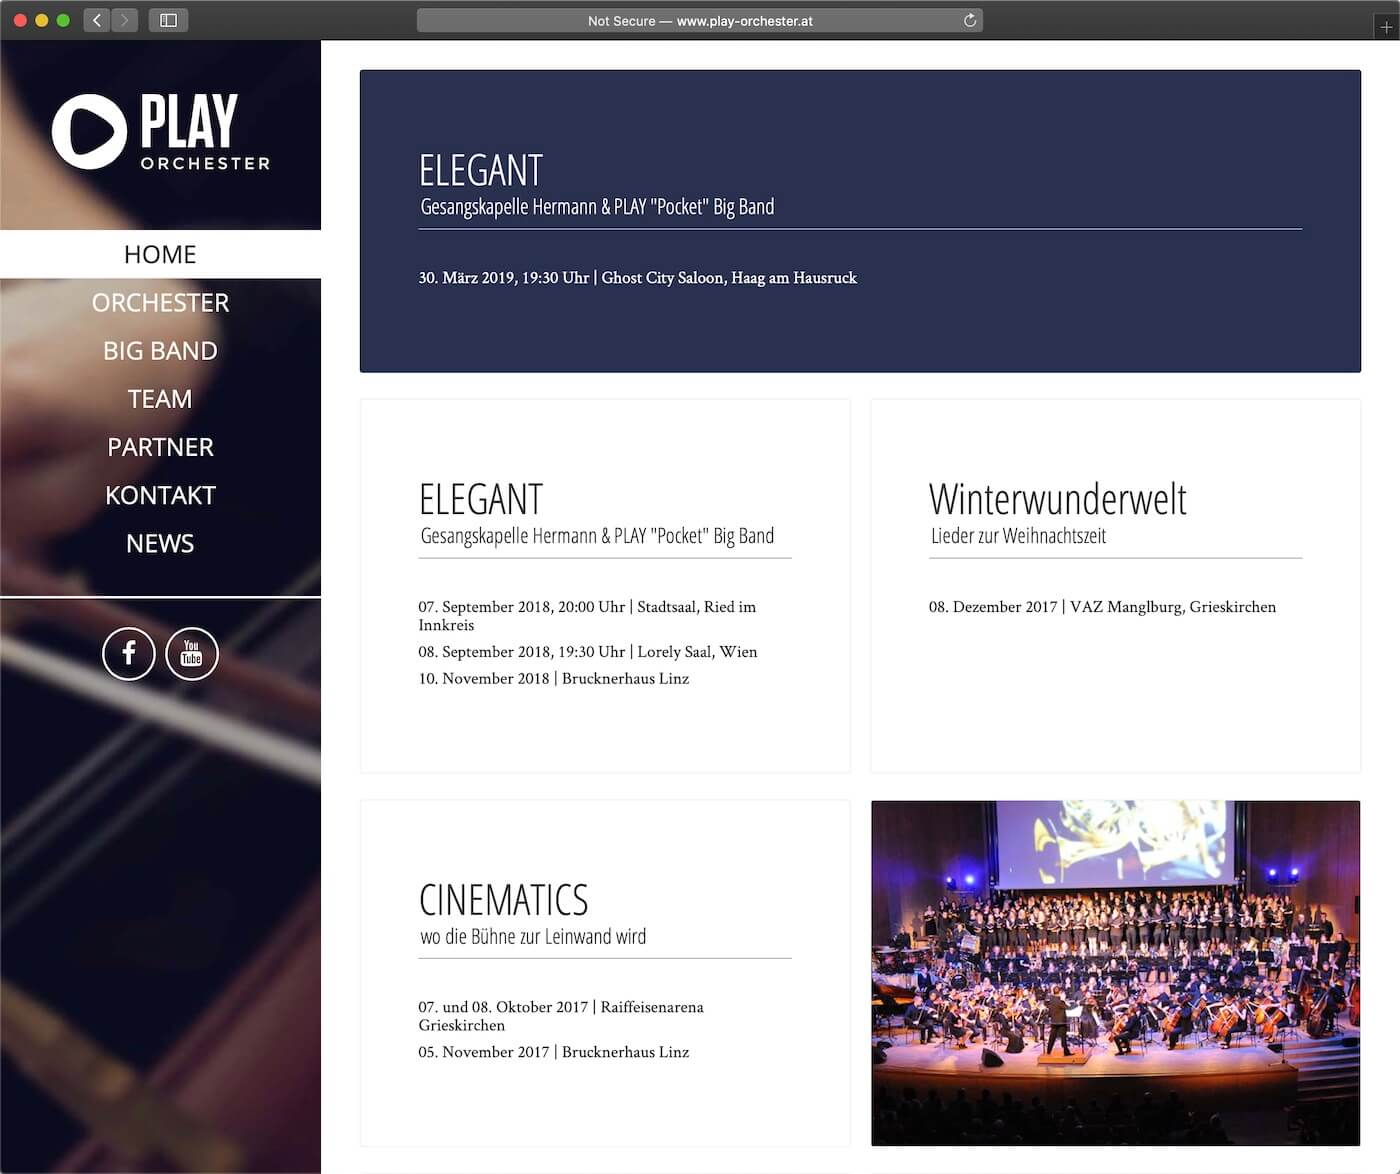 Not Secure — www.play-orchester.at
PLAY
ORCHESTER
HOME
ORCHESTER
BIG BAND
TEAM
PARTNER
KONTAKT
NEWS
You
Tube
ELEGANT
Gesangskapelle Hermann & PLAY "Pocket" Big Band
30. März 2019, 19:30 Uhr | Ghost City Saloon, Haag am Hausruck
ELEGANT
Gesangskapelle Hermann & PLAY "Pocket" Big Band
07. September 2018, 20:00 Uhr | Stadtsaal, Ried im
Innkreis
08. September 2018, 19:30 Uhr | Lorely Saal, Wien
10. November 2018 | Brucknerhaus Linz
Winterwunderwelt
Lieder zur Weihnachtszeit
08. Dezember 2017 | VAZ Manglburg, Grieskirchen
CINEMATICS
wo die Bühne zur Leinwand wird
07. und 08. Oktober 2017 | Raiffeisenarena
Grieskirchen
05. November 2017 | Brucknerhaus Linz